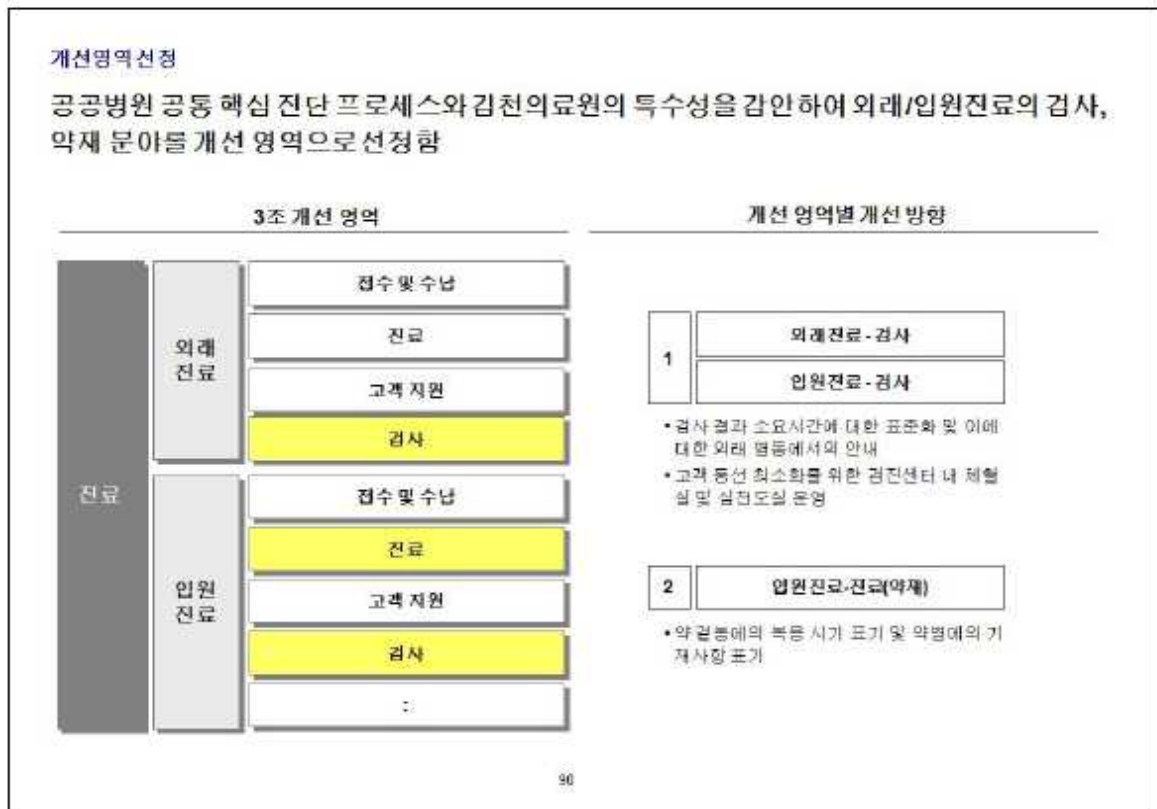 개선영역선정
공공병원 공통 핵심 진단 프로세스와 김천의료원의 특수성을 감안하여 외래/입원진료의 검사,
약재 분야를 개선 영역으로 선정함
3조 개선 영역
진료
외래
진료
접수 및 수납
진료
고객 지원
검사
입원
진료
접수 및 수납
진료
고객 지원
검사
:
개선 영역별 개선 방향
1
외래진료 - 검사
입원진료 - 검사
• 검사 결과 소요시간에 대한 표준화 및 이에
대한 외래 병동에서의 안내
• 고객 동선 최소화를 위한 검진센터 내 채혈
실 및 심전도실 운영
2
입원진료-진료(약재)
• 약 겉봉에의 복용 시기 표기 및 약병에의 기
재사항 표기
90